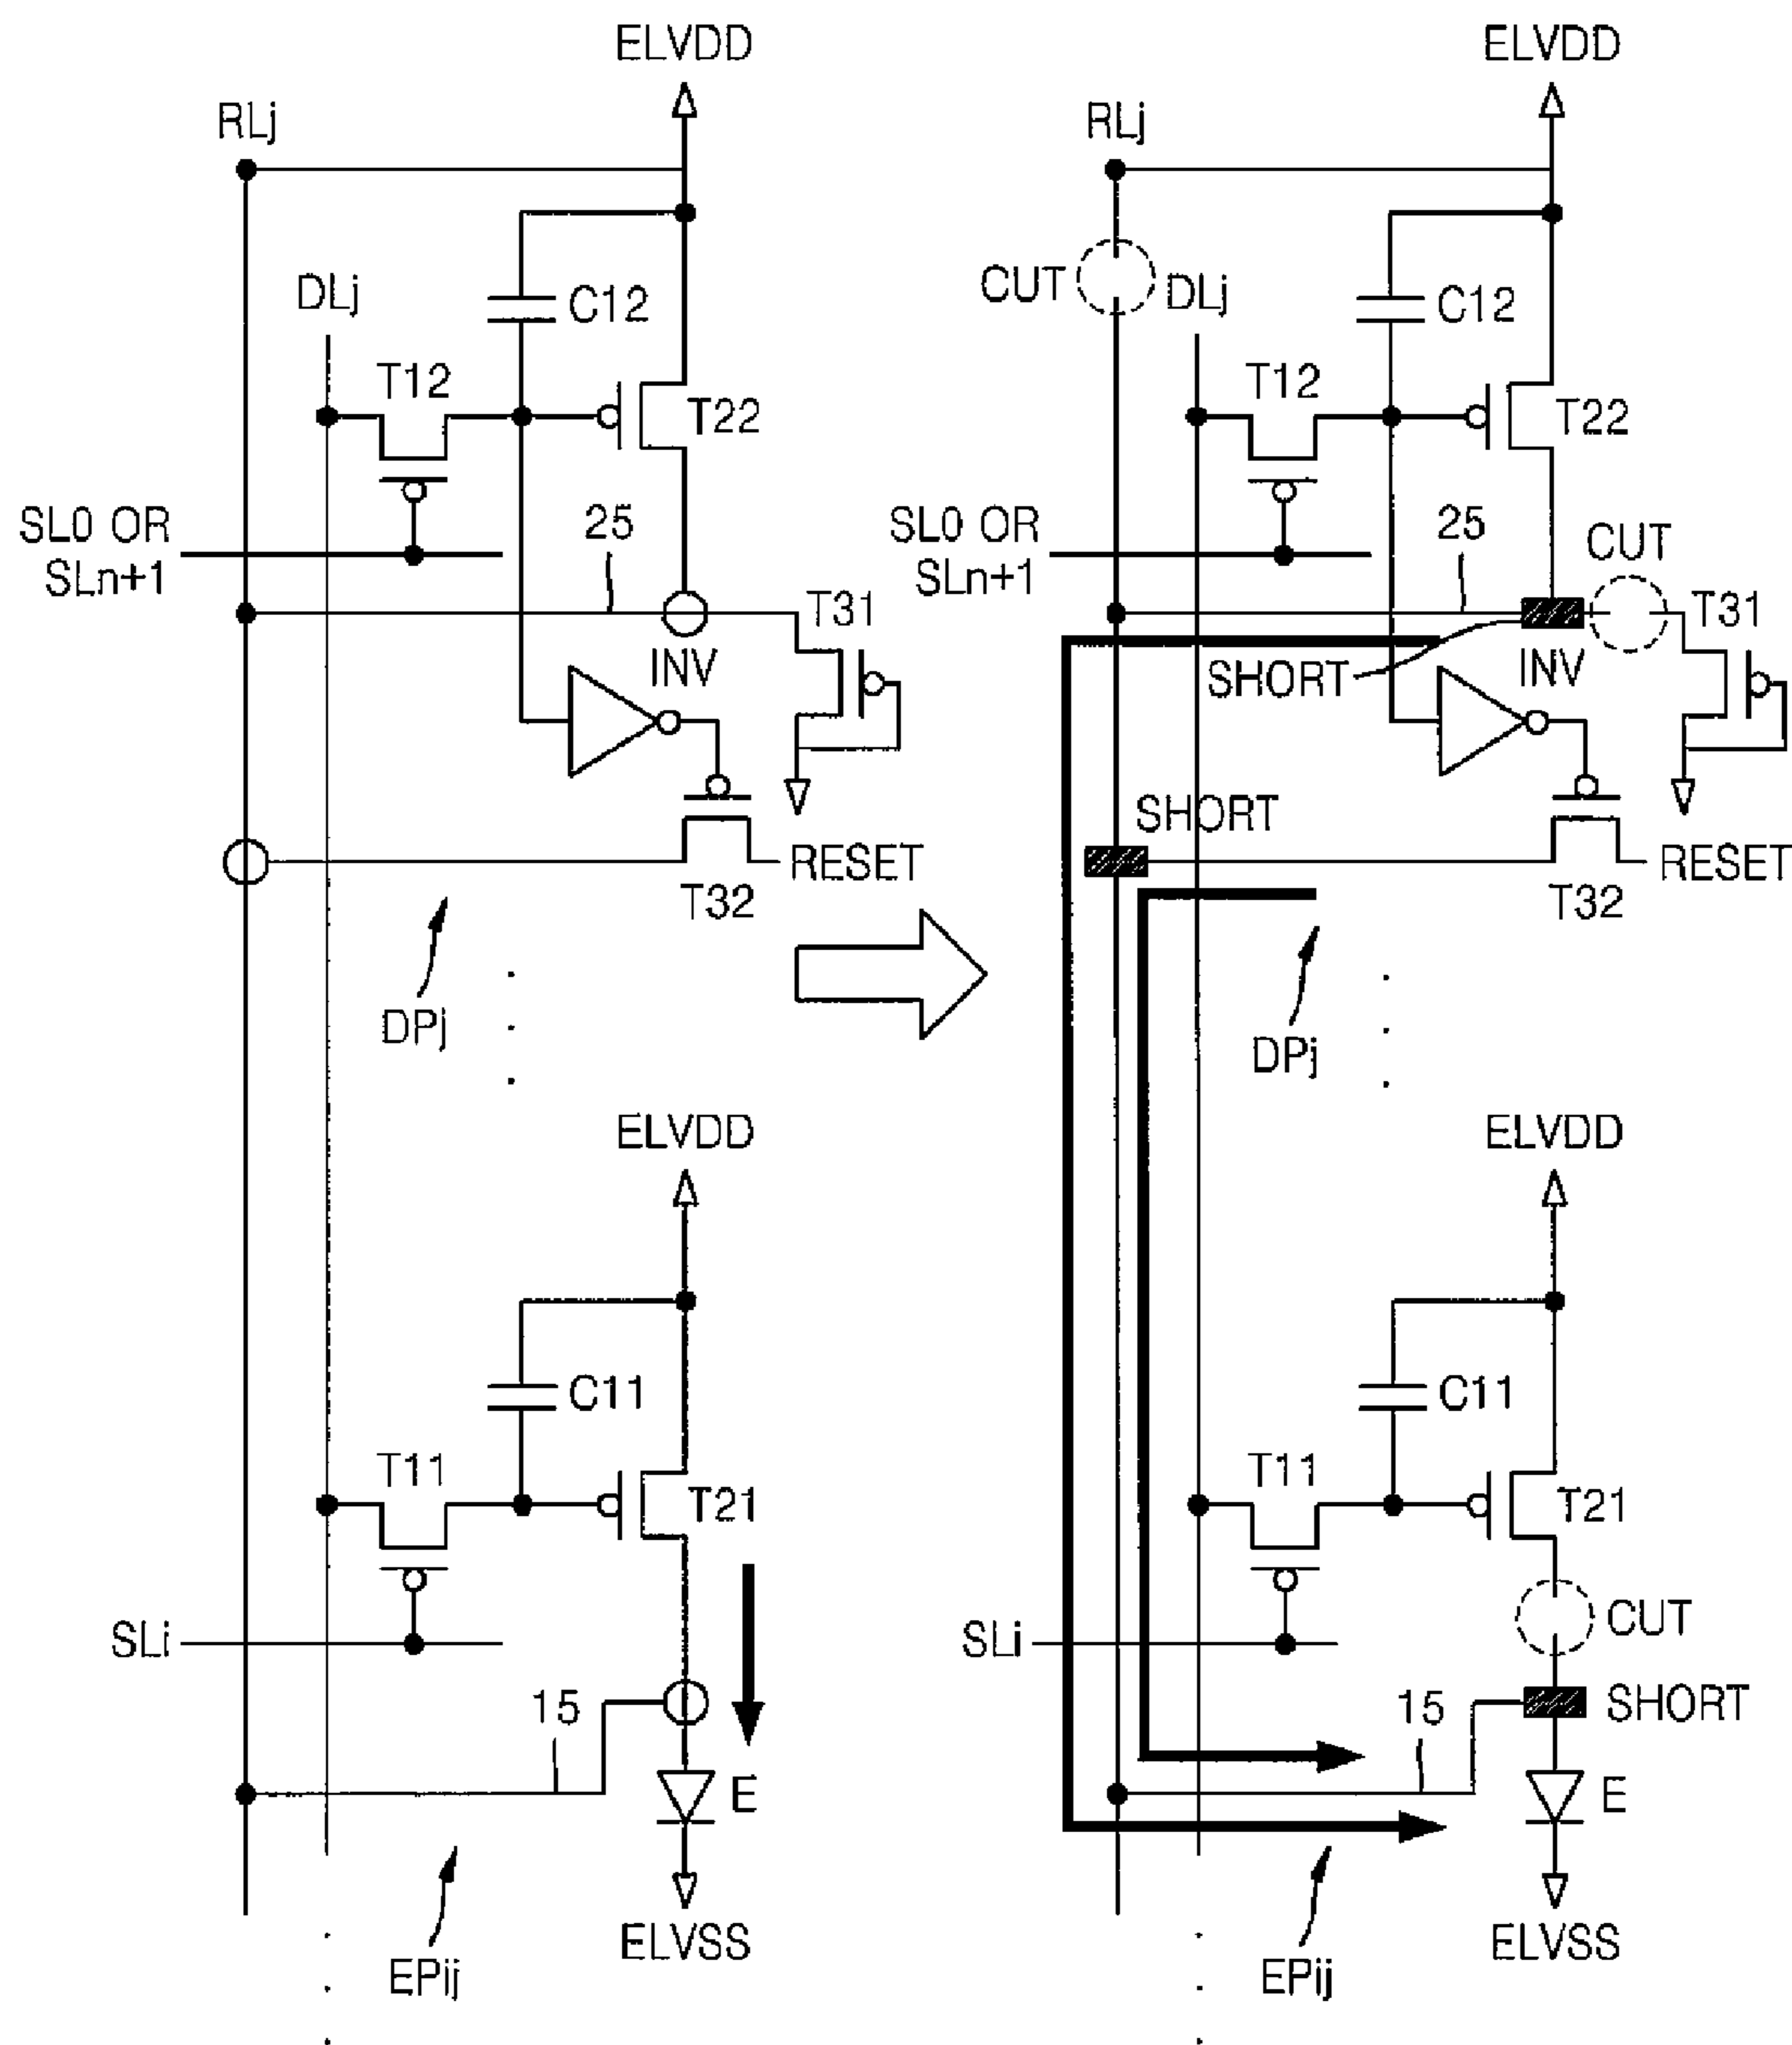 ELVDD
RLj
DLj
C12
T12
T22
SL0 OR
SLn+1
25
T31
INV
RESET
T32
DPj
ELVDD
C11
T11
T21
SLi
15
E
ELVSS
EPij
ELVDD
RLj
CUT
DLj
C12
T12
T22
SL0 OR
SLn+1
25
CUT
T31
SHORT
INV
SHORT
RESET
T32
DPj
ELVDD
C11
T11
T21
CUT
SLi
15
SHORT
E
ELVSS
EPij